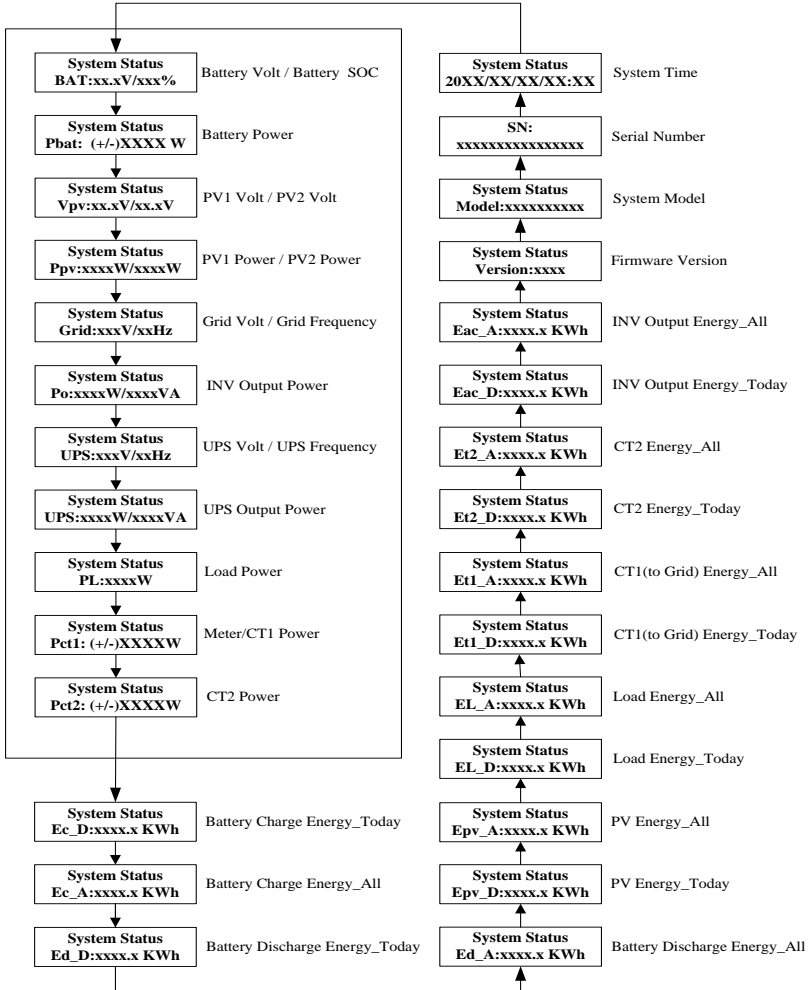 System Status
BAT:xx.xV/xxx%
Battery Volt / Battery SOC
System Status
Pbat: (+/-)XXXX W
Battery Power
System Status
Vpv:xx.xV/xx.xV
PV1 Volt / PV2 Volt
System Status
Ppv:xxxxW/xxxxW
PV1 Power / PV2 Power
System Status
Grid:xxxV/xxHz
Grid Volt / Grid Frequency
System Status
Po:xxxxW/xxxxVA
INV Output Power
System Status
UPS:xxxV/xxHz
UPS Volt / UPS Frequency
System Status
UPS:xxxxW/xxxxVA
UPS Output Power
System Status
PL:xxxxW
Load Power
System Status
Pct1: (+/-)XXXXW
Meter/CT1 Power
System Status
Pct2: (+/-)XXXXW
CT2 Power
System Status
Ec_D:xxxx.x KWh
Battery Charge Energy_Today
System Status
Ec_A:xxxx.x KWh
Battery Charge Energy_All
System Status
Ed_D:xxxx.x KWh
Battery Discharge Energy_Today
System Status
20XX/XX/XX/XX:XX
System Time
SN:
xxxxxxxxxxxxxxxx
Serial Number
System Status
Model:xxxxxxxxxx
System Model
System Status
Version:xxxx
Firmware Version
System Status
Eac_A:xxxx.x KWh
INV Output Energy_All
System Status
Eac_D:xxxx.x KWh
INV Output Energy_Today
System Status
Et2_A:xxxx.x KWh
CT2 Energy_All
System Status
Et2_D:xxxx.x KWh
CT2 Energy_Today
System Status
Et1_A:xxxx.x KWh
CT1(to Grid) Energy_All
System Status
Et1_D:xxxx.x KWh
CT1(to Grid) Energy_Today
System Status
EL_A:xxxx.x KWh
Load Energy_All
System Status
EL_D:xxxx.x KWh
Load Energy_Today
System Status
Epv_A:xxxx.x KWh
PV Energy_All
System Status
Epv_D:xxxx.x KWh
PV Energy_Today
System Status
Ed_A:xxxx.x KWh
Battery Discharge Energy_All